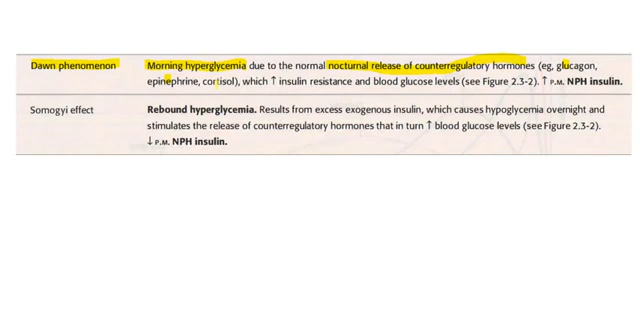 Dawn phenomenon Morning hyperglycemia due to the normal nocturnal release of counterregulatory hormones (eg, glucagon,
epinephrine, cortisol), which ↑ insulin resistance and blood glucose levels (see Figure 2.3-2). ↑ P.M. NPH insulin.
Somogyi effect Rebound hyperglycemia. Results from excess exogenous insulin, which causes hypoglycemia overnight and
stimulates the release of counterregulatory hormones that in turn ↑ blood glucose levels (see Figure 2.3-2).
↓ P.M. NPH insulin.